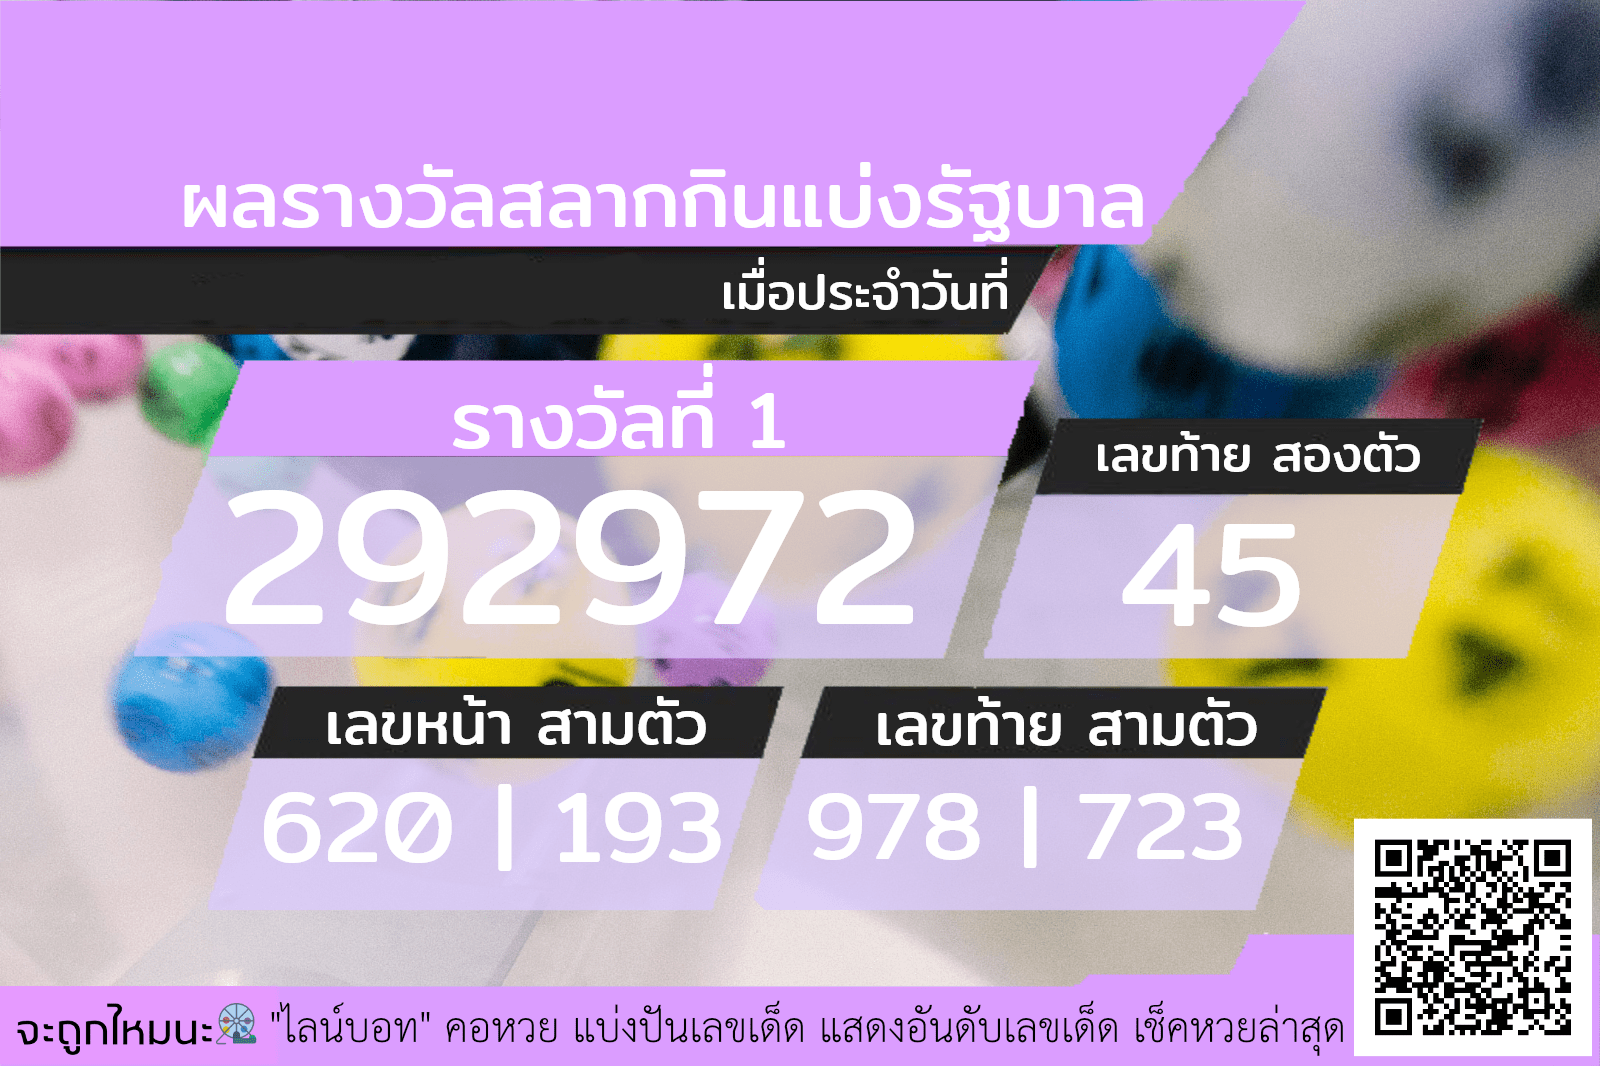 ผลรางวัลสลากกินแบ่งรัฐบาล
เมื่อประจำวันที่
รางวัลที่ 1
292972
เลขท้าย สองตัว
45
เลขหน้า สามตัว
620 | 193
เลขท้าย สามตัว
978 | 723
จะถูกไหมนะ "ไลน์บอท" คอหวย แบ่งปันเลขเด็ด แสดงอันดับเลขเด็ด เช็คหวยล่าสุด